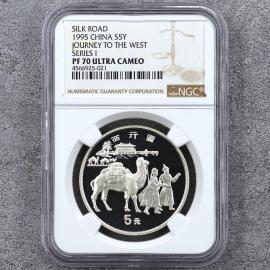 SILK ROAD
1995 CHINA S5Y
JOURNEY TO THE WEST
SERIES I
PF 70 ULTRA CAMEO
4566925-021
NUMISMATIC GUARANTY CORPORATION
NGC
西行圖
5元